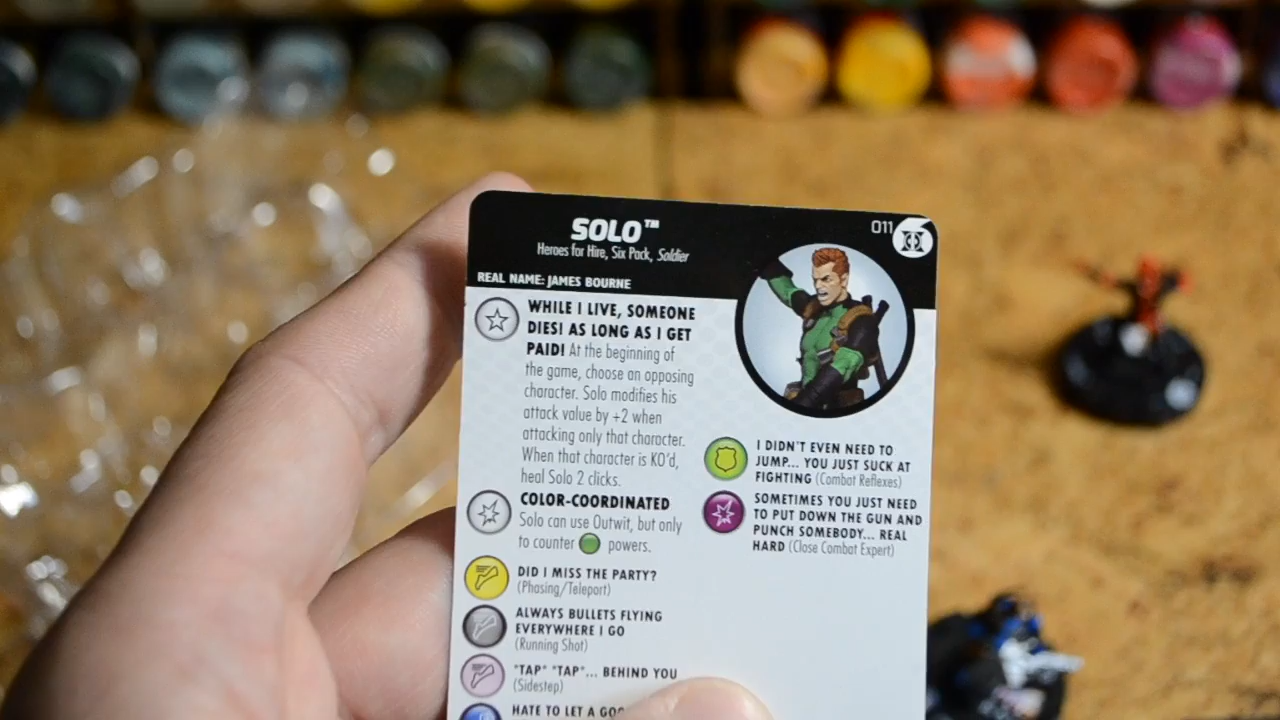 SOLO™
011
Heroes for Hire, Six Pack, Soldier
REAL NAME: JAMES BOURNE
WHILE I LIVE, SOMEONE
DIES! AS LONG AS I GET
PAID! At the beginning of
the game, choose an opposing
character. Solo modifies his
attack value by +2 when
attacking only that character.
When that character is KO'd,
heal Solo 2 clicks.
COLOR-COORDINATED
Solo can use Outwit, but only
to counter powers.
DID I MISS THE PARTY?
(Phasing/Teleport)
ALWAYS BULLETS FLYING
EVERYWHERE I GO
(Running Shot)
"TAP" "TAP"... BEHIND YOU
(Sidestep)
HATE TO LET A
I DIDN'T EVEN NEED TO
JUMP... YOU JUST SUCK AT
FIGHTING (Combat Reflexes)
SOMETIMES YOU JUST NEED
TO PUT DOWN THE GUN AND
PUNCH SOMEBODY... REAL
HARD (Close Combat Expert)